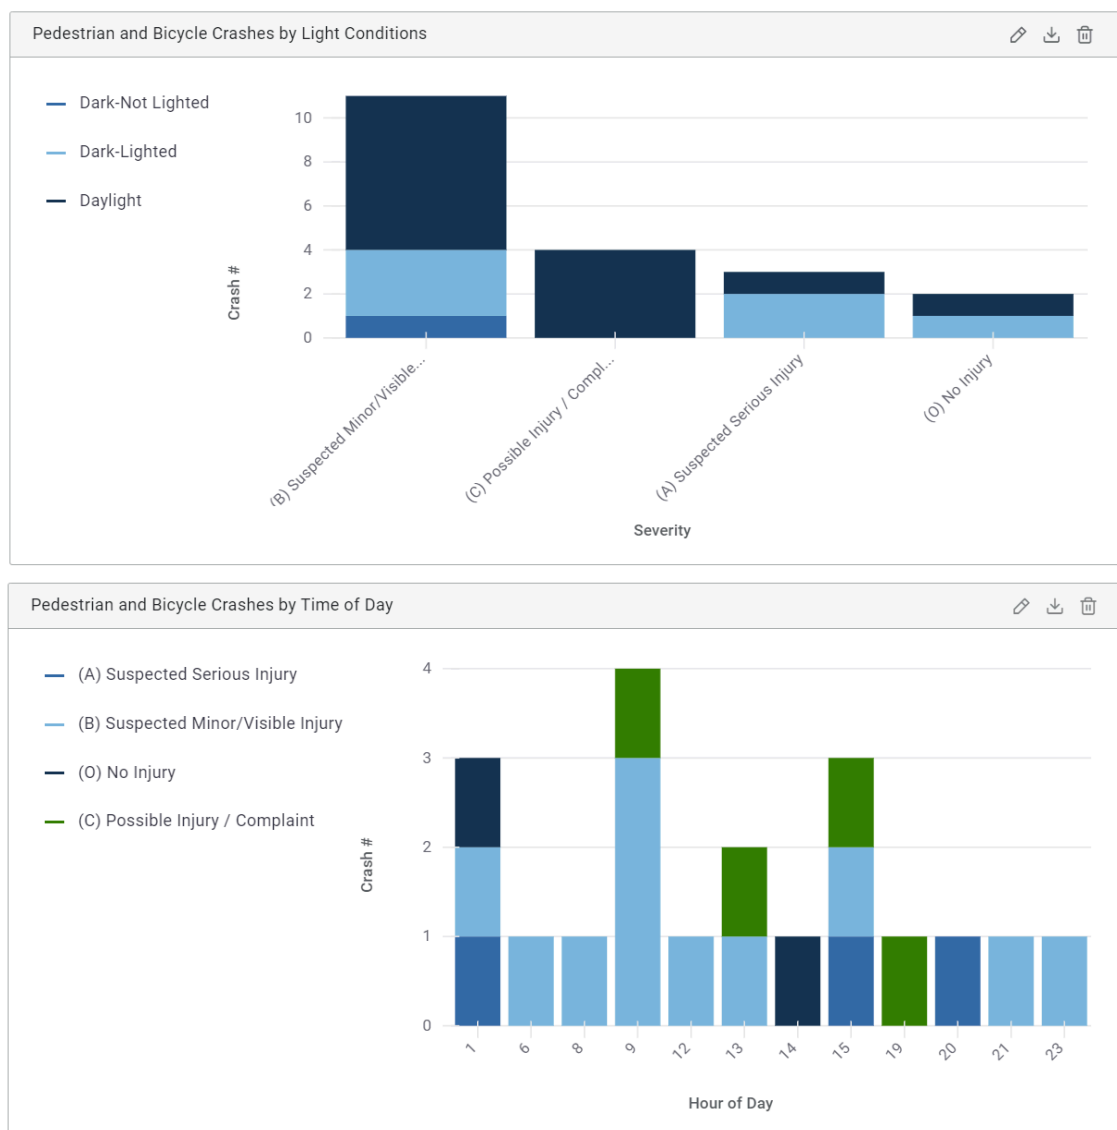 Pedestrian and Bicycle Crashes by Light Conditions
Dark-Not Lighted
Dark-Lighted
Daylight
Crash #
10
8
6
4
2
0
(B) Suspected Minor/Visible...
(C) Possible Injury / Compl...
(A) Suspected Serious Injury
(O) No Injury
Severity
Pedestrian and Bicycle Crashes by Time of Day
(A) Suspected Serious Injury
(B) Suspected Minor/Visible Injury
(O) No Injury
(C) Possible Injury / Complaint
Crash #
4
3
2
1
0
1 6 8 9 12 13 14 15 19 20 21 23
Hour of Day